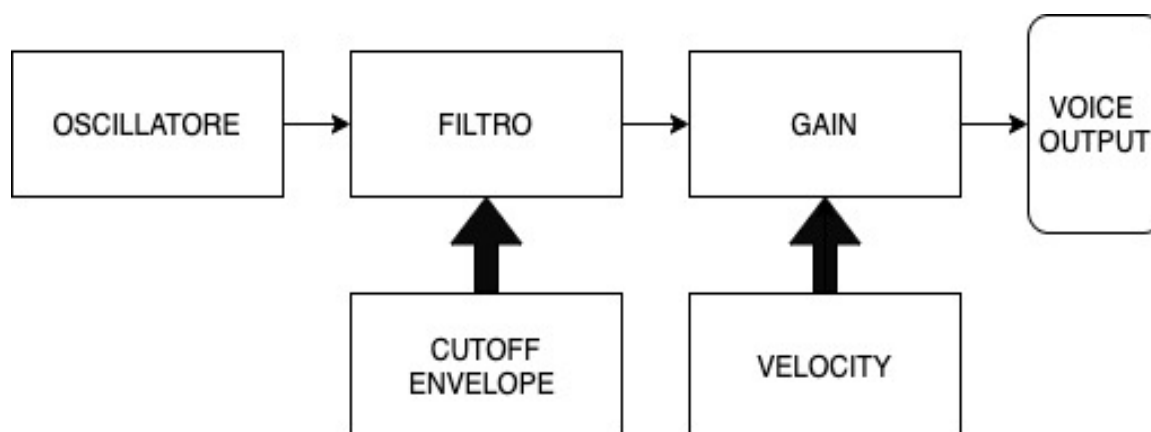 OSCILLATORE
FILTRO
GAIN
VOICE
OUTPUT
CUTOFF
ENVELOPE
VELOCITY